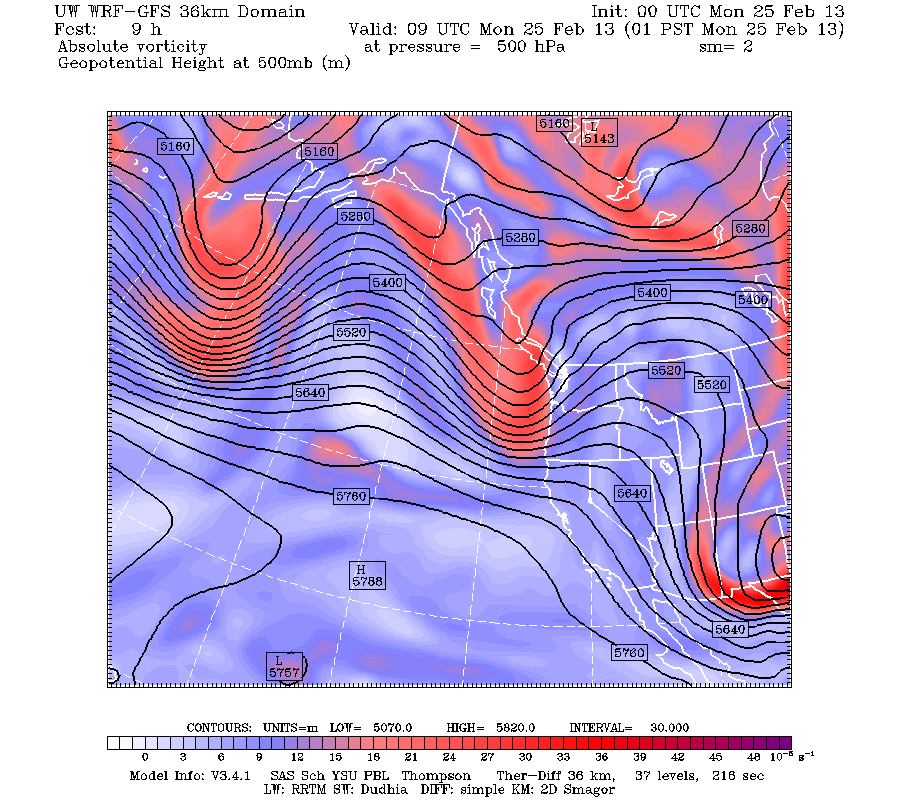 UW WRF-GFS 36km Domain Init: 00 UTC Mon 25 Feb 13
Fcst: 9 h Valid: 09 UTC Mon 25 Feb 13 (01 PST Mon 25 Feb 13)
Absolute vorticity at pressure = 500 hPa sm= 2
Geopotential Height at 500mb (m)
5160
5160
5160
L
5143
5280
5280
5280
5400
5400
5400
5520
5520
5520
5640
5760
5640
H
5788
5640
5760
L
5757
CONTOURS: UNITS=m LOW= 5070.0 HIGH= 5820.0 INTERVAL= 30.000
0 3 6 9 12 15 18 21 24 27 30 33 36 39 42 45 48 10⁻⁵ s⁻¹
Model Info: V3.4.1 SAS Sch YSU PBL Thompson Ther-Diff 36 km, 37 levels, 216 sec
LW: RRTM SW: Dudhia DIFF: simple KM: 2D Smagor